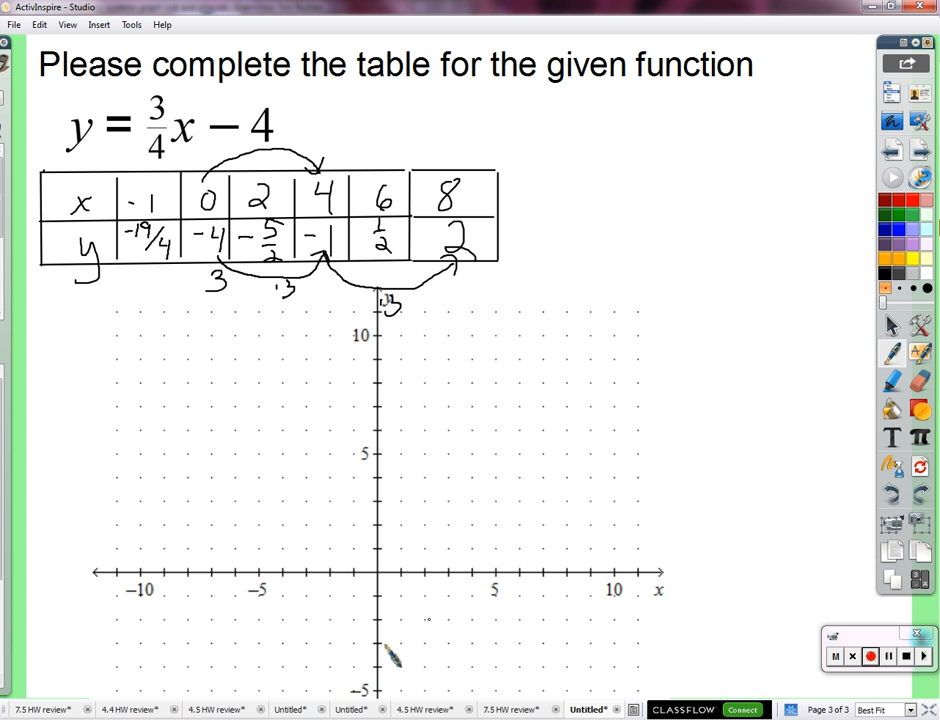 ActivInspire - Studio
File Edit View Insert Tools Help
Please complete the table for the given function
y = 3/4 x − 4
x -1 0 2 4 6 8
y -19/4 -4 -5/2 -1 1/2 2
3 +3 +3
10
5
-10 -5 5 10 x
-5
M
7.5 HW review* 4.4 HW review* 4.5 HW review* Untitled* Untitled* 4.5 HW review* 7.5 HW review* Untitled* CLASSFLOW Connect Page 3 of 3 Best Fit